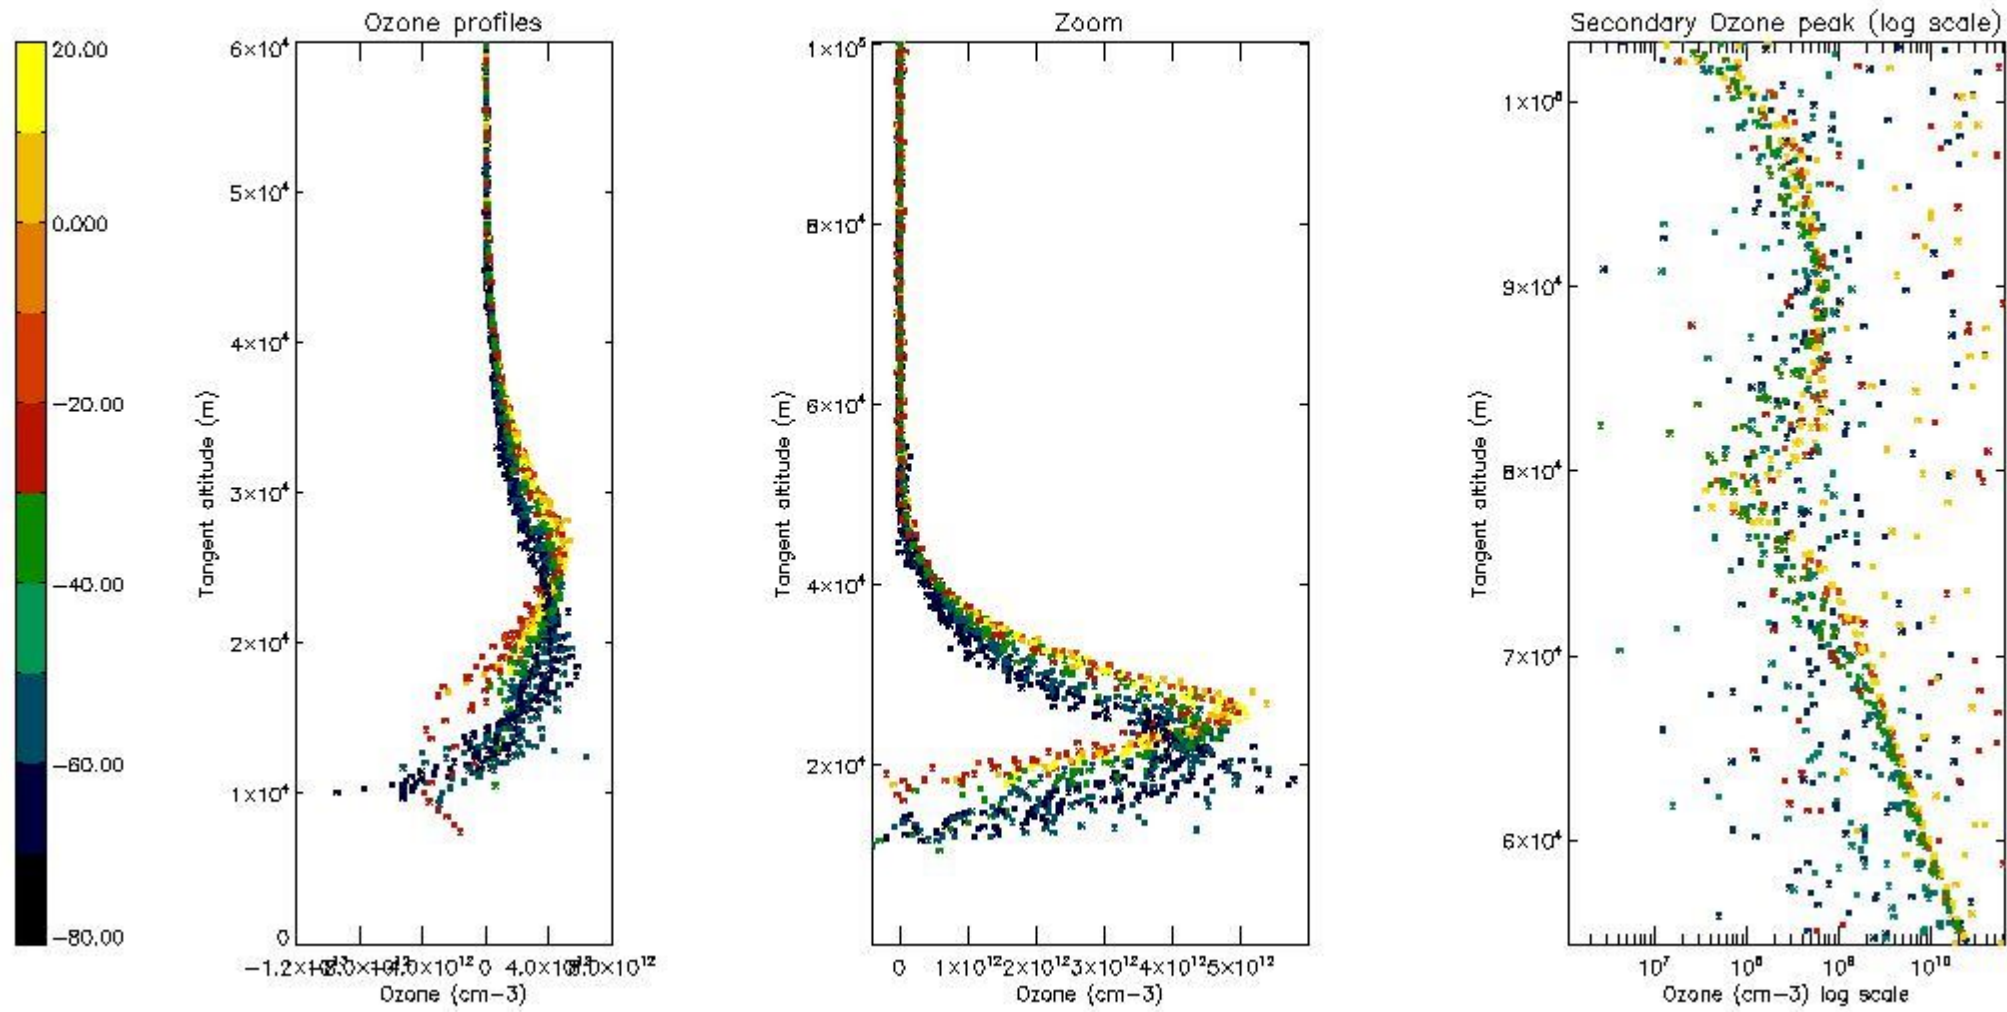 Ozone profiles
Zoom
Secondary Ozone peak (log scale)
20.00
0.000
−20.00
−40.00
−60.00
−80.00
6×10⁴
5×10⁴
4×10⁴
3×10⁴
2×10⁴
1×10⁴
0
Tangent altitude (m)
0 4.0×10¹²
Ozone (cm−3)
1×10⁵
8×10⁴
6×10⁴
4×10⁴
2×10⁴
Tangent altitude (m)
0 1×10¹² 2×10¹² 3×10¹² 4×10¹² 5×10¹²
Ozone (cm−3)
1×10⁵
9×10⁴
8×10⁴
7×10⁴
6×10⁴
Tangent altitude (m)
10⁷ 10⁸ 10⁹ 10¹⁰
Ozone (cm−3) log scale